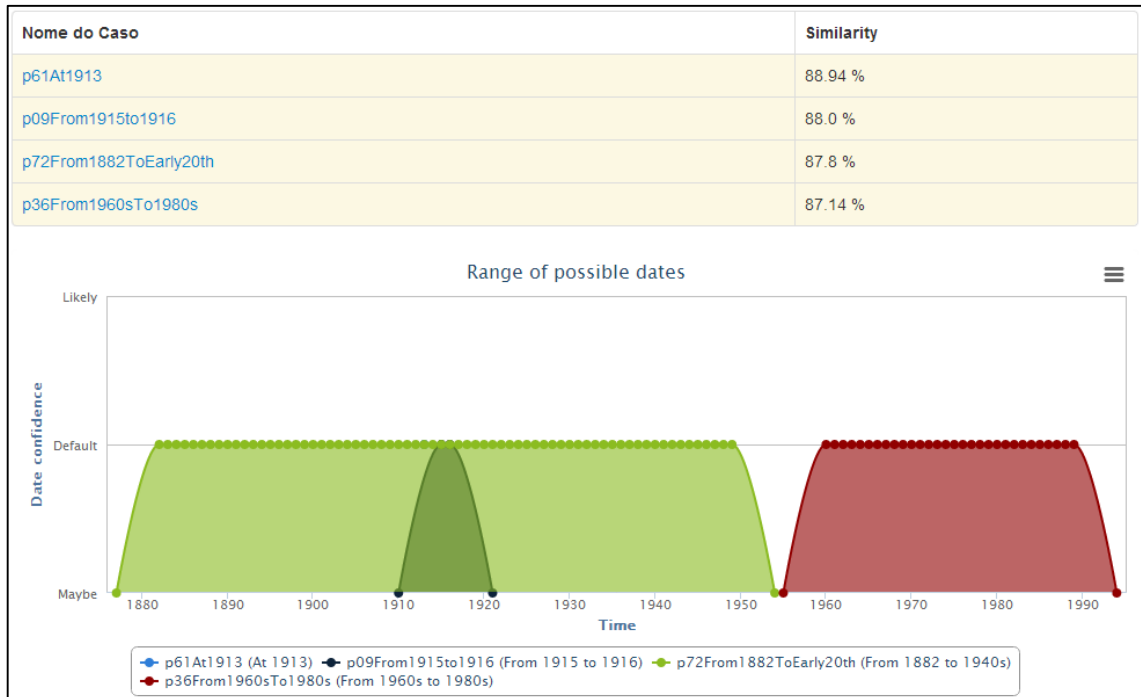 Nome do Caso Similarity
p61At1913 88.94 %
p09From1915to1916 88.0 %
p72From1882ToEarly20th 87.8 %
p36From1960sTo1980s 87.14 %
Range of possible dates
Likely
Default
Maybe
Date confidence
1880 1890 1900 1910 1920 1930 1940 1950 1960 1970 1980 1990
Time
p61At1913 (At 1913) p09From1915to1916 (From 1915 to 1916) p72From1882ToEarly20th (From 1882 to 1940s)
p36From1960sTo1980s (From 1960s to 1980s)